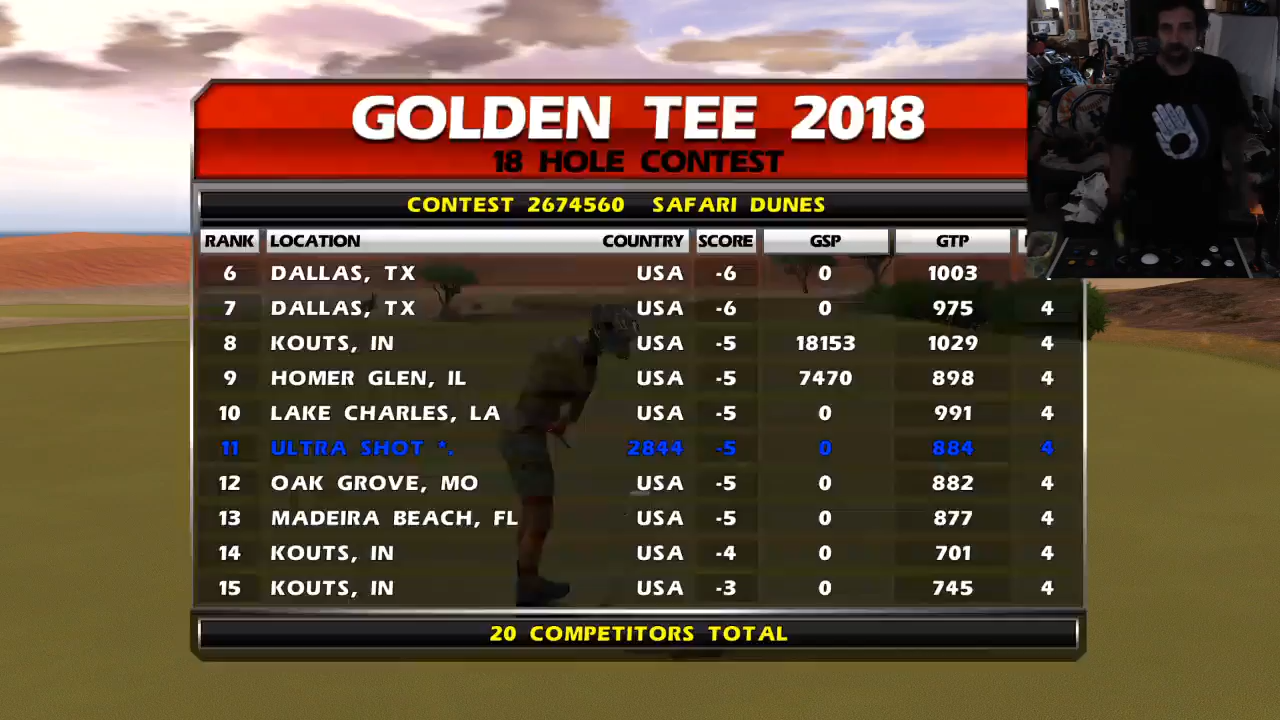 GOLDEN TEE 2018
18 HOLE CONTEST
CONTEST 2674560 SAFARI DUNES
RANK LOCATION COUNTRY SCORE GSP GTP
6 DALLAS, TX USA -6 0 1003
7 DALLAS, TX USA -6 0 975 4
8 KOUTS, IN USA -5 18153 1029 4
9 HOMER GLEN, IL USA -5 7470 898 4
10 LAKE CHARLES, LA USA -5 0 991 4
11 ULTRA SHOT *. 2844 -5 0 884 4
12 OAK GROVE, MO USA -5 0 882 4
13 MADEIRA BEACH, FL USA -5 0 877 4
14 KOUTS, IN USA -4 0 701 4
15 KOUTS, IN USA -3 0 745 4
20 COMPETITORS TOTAL